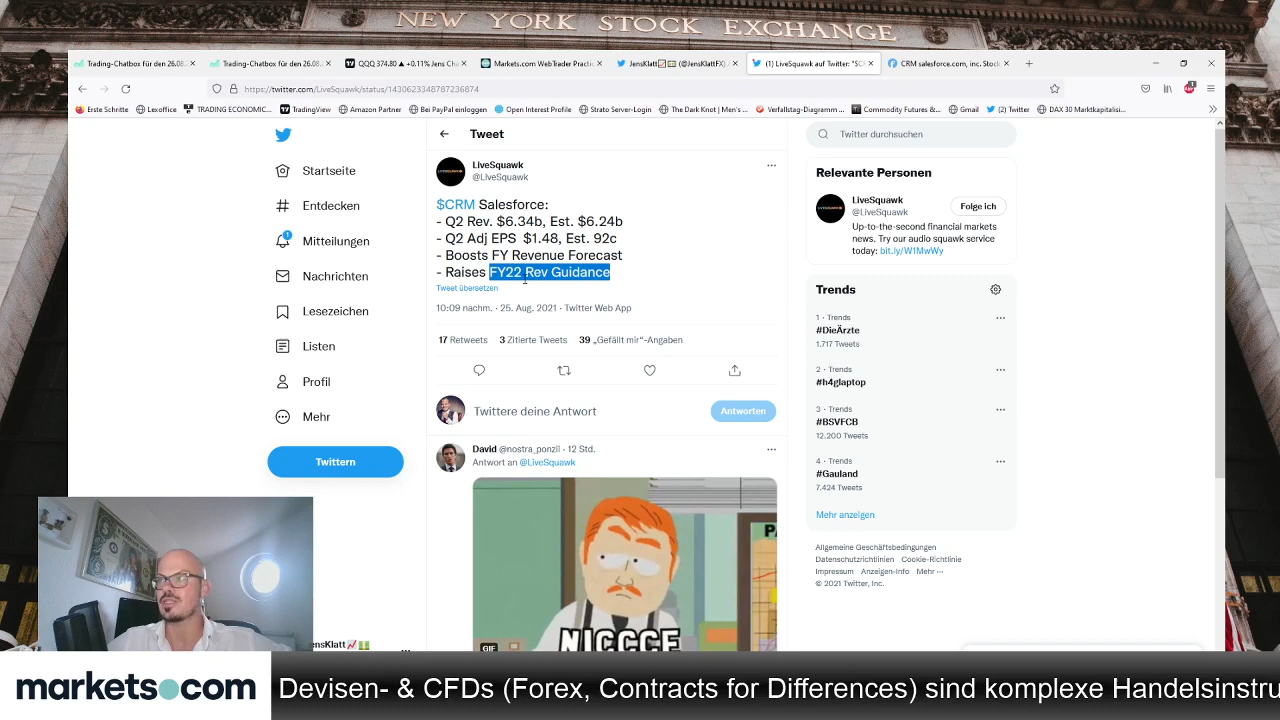 NEW YORK STOCK EXCHANGE
Trading-Chatbox für den 26.08.
Trading-Chatbox für den 26.08.
QQQ 374.80 ▲ +0.11% Jens Cha
Markets.com WebTrader Practic
JensKlatt📈💵 (@JensKlattFX) /
(1) LiveSquawk auf Twitter: "$CR
CRM salesforce.com, inc. Stock
https://twitter.com/LiveSquawk/status/1430623348787236874
Erste Schritte
Lexoffice
TRADING ECONOMIC...
TradingView
Amazon Partner
Bei PayPal einloggen
Open Interest Profile
Strato Server-Login
The Dark Knot | Men's ...
Verfallstag-Diagramm ...
Commodity Futures &...
Gmail
(2) Twitter
DAX 30 Marktkapitalisi...
Startseite
Entdecken
1
Mitteilungen
Nachrichten
Lesezeichen
Listen
Profil
Mehr
Twittern
JensKlatt📈💵
Tweet
LiveSquawk
@LiveSquawk
$CRM Salesforce:
- Q2 Rev. $6.34b, Est. $6.24b
- Q2 Adj EPS $1.48, Est. 92c
- Boosts FY Revenue Forecast
- Raises FY22 Rev Guidance
Tweet übersetzen
10:09 nachm. · 25. Aug. 2021 · Twitter Web App
17 Retweets 3 Zitierte Tweets 39 „Gefällt mir“-Angaben
Twittere deine Antwort
Antworten
David @nostra_ponzil · 12 Std.
Antwort an @LiveSquawk
NICCCE
GIF
Twitter durchsuchen
Relevante Personen
LiveSquawk
@LiveSquawk
Folge ich
Up-to-the-second financial markets
news. Try our audio squawk service
today: bit.ly/W1MwWy
Trends
1 · Trends
#DieÄrzte
1.717 Tweets
2 · Trends
#h4glaptop
3 · Trends
#BSVFCB
12.200 Tweets
4 · Trends
#Gauland
7.424 Tweets
Mehr anzeigen
Allgemeine Geschäftsbedingungen
Datenschutzrichtlinien Cookie-Richtlinie
Impressum Anzeigen-Info Mehr ···
© 2021 Twitter, Inc.
markets.com
Devisen- & CFDs (Forex, Contracts for Differences) sind komplexe Handelsinstru